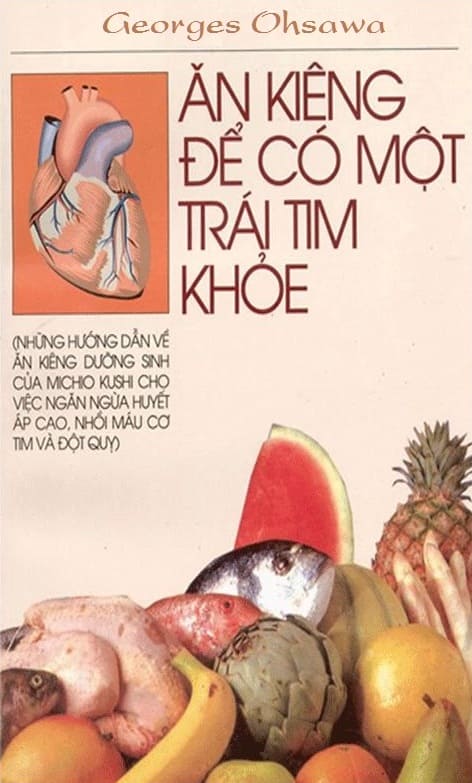 Georges Ohsawa
ĂN KIÊNG
ĐỂ CÓ MỘT
TRÁI TIM
KHỎE
(NHỮNG HƯỚNG DẪN VỀ
ĂN KIÊNG DƯỠNG SINH
CỦA MICHIO KUSHI CHO
VIỆC NGĂN NGỪA HUYẾT
ÁP CAO, NHỒI MÁU CƠ
TIM VÀ ĐỘT QUỴ)